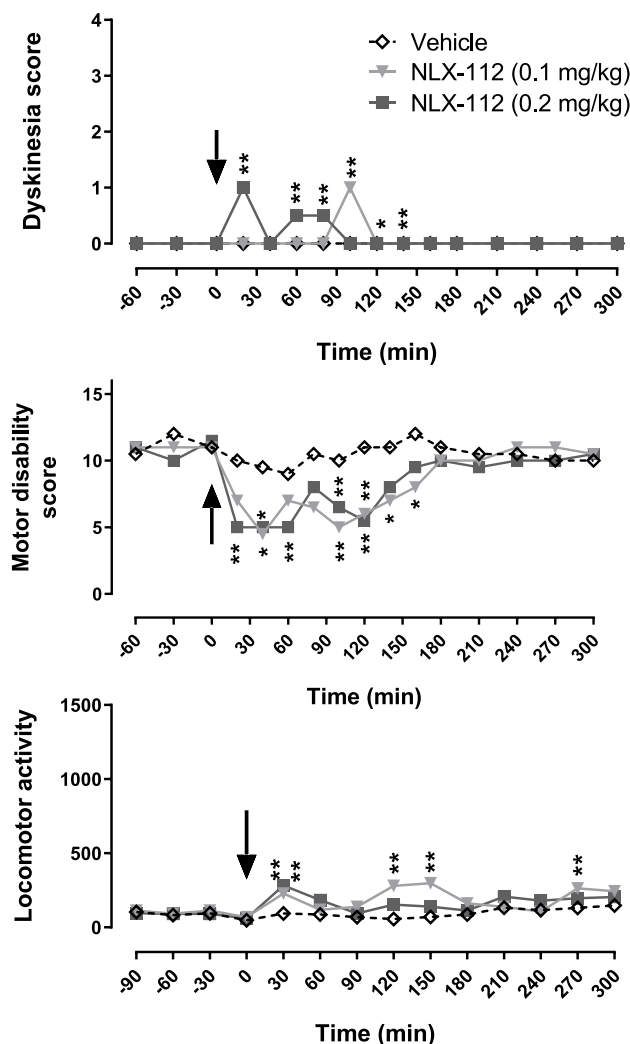 4
3
2
1
0
Dyskinesia score
Vehicle
NLX-112 (0.1 mg/kg)
NLX-112 (0.2 mg/kg)
** ** ** ** * **
-60 -30 0 30 60 90 120 150 180 210 240 270 300
Time (min)
15
10
5
0
Motor disability
score
** **
*
** * ** ** ** * *
-60 -30 0 30 60 90 120 150 180 210 240 270 300
Time (min)
1500
1000
500
0
Locomotor activity
** ** ** ** **
-90 -60 -30 0 30 60 90 120 150 180 210 240 270 300
Time (min)